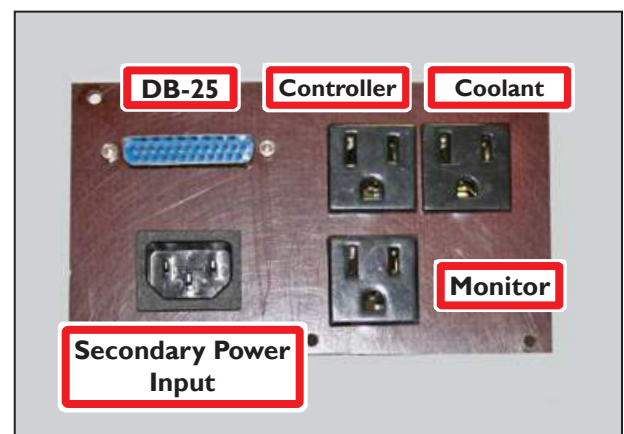 DB-25
Controller
Coolant
Monitor
Secondary Power
Input